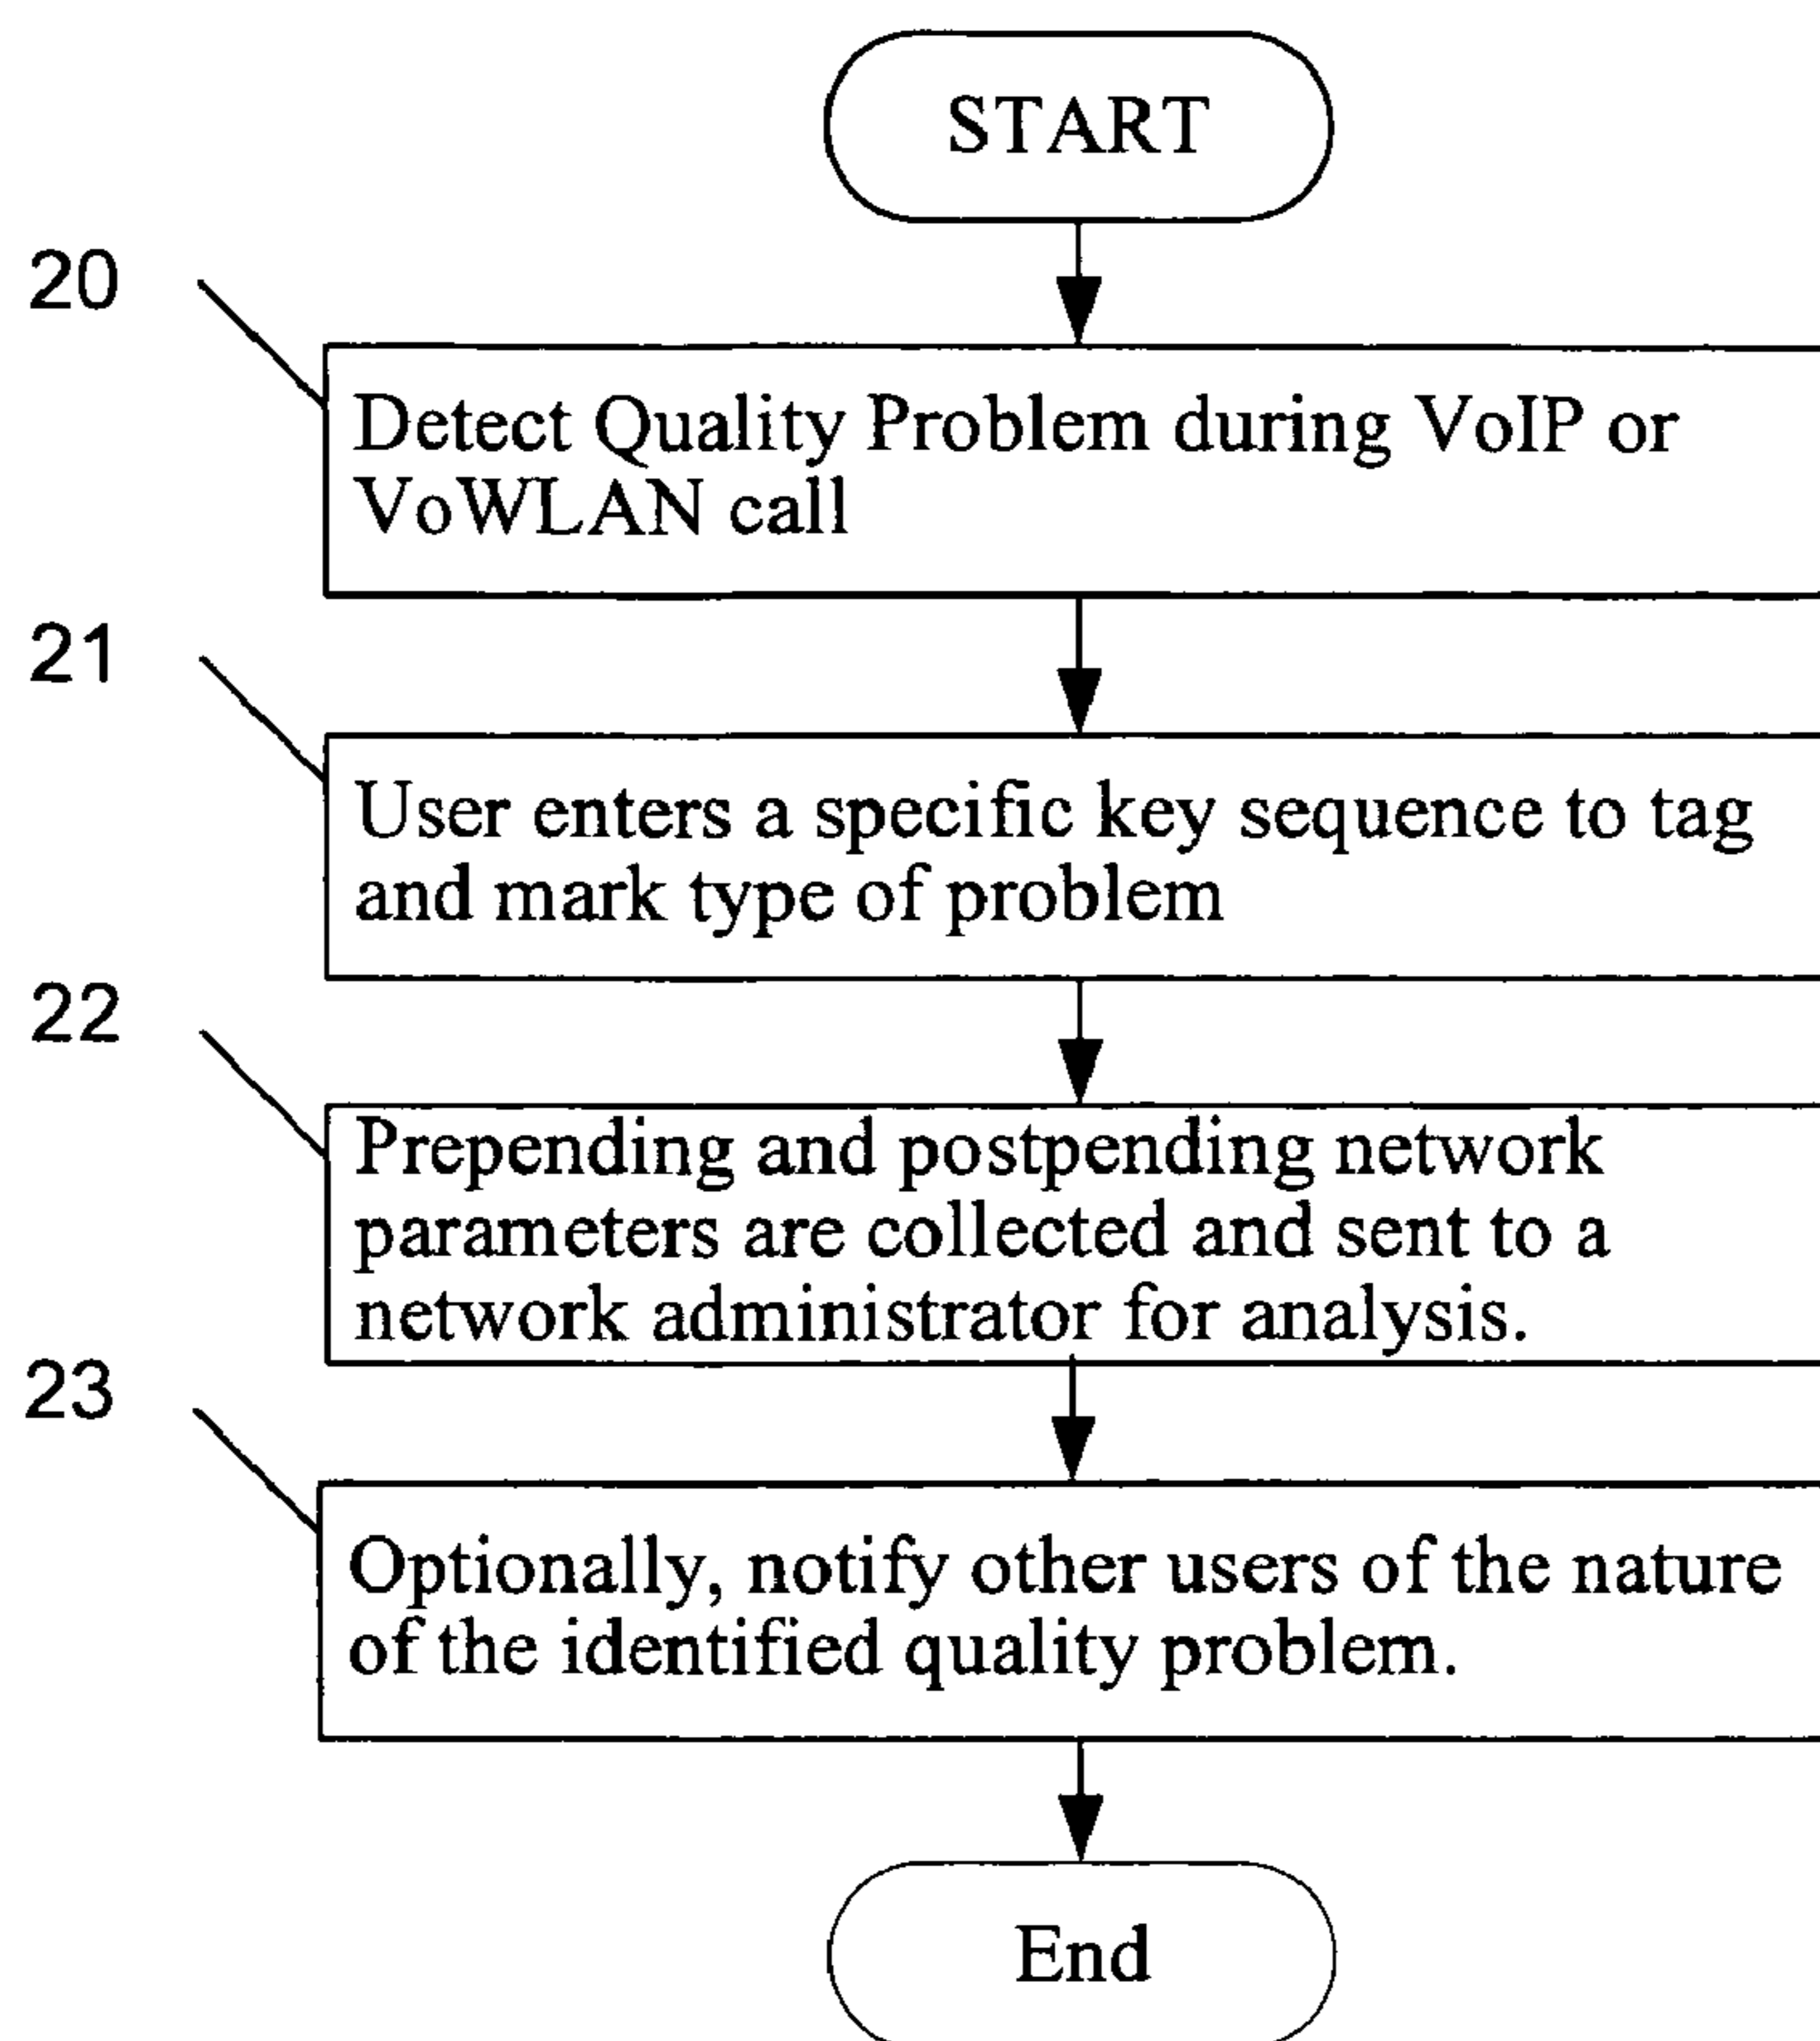 START
20
Detect Quality Problem during VoIP or
VoWLAN call
21
User enters a specific key sequence to tag
and mark type of problem
22
Prepending and postpending network
parameters are collected and sent to a
network administrator for analysis.
23
Optionally, notify other users of the nature
of the identified quality problem.
End